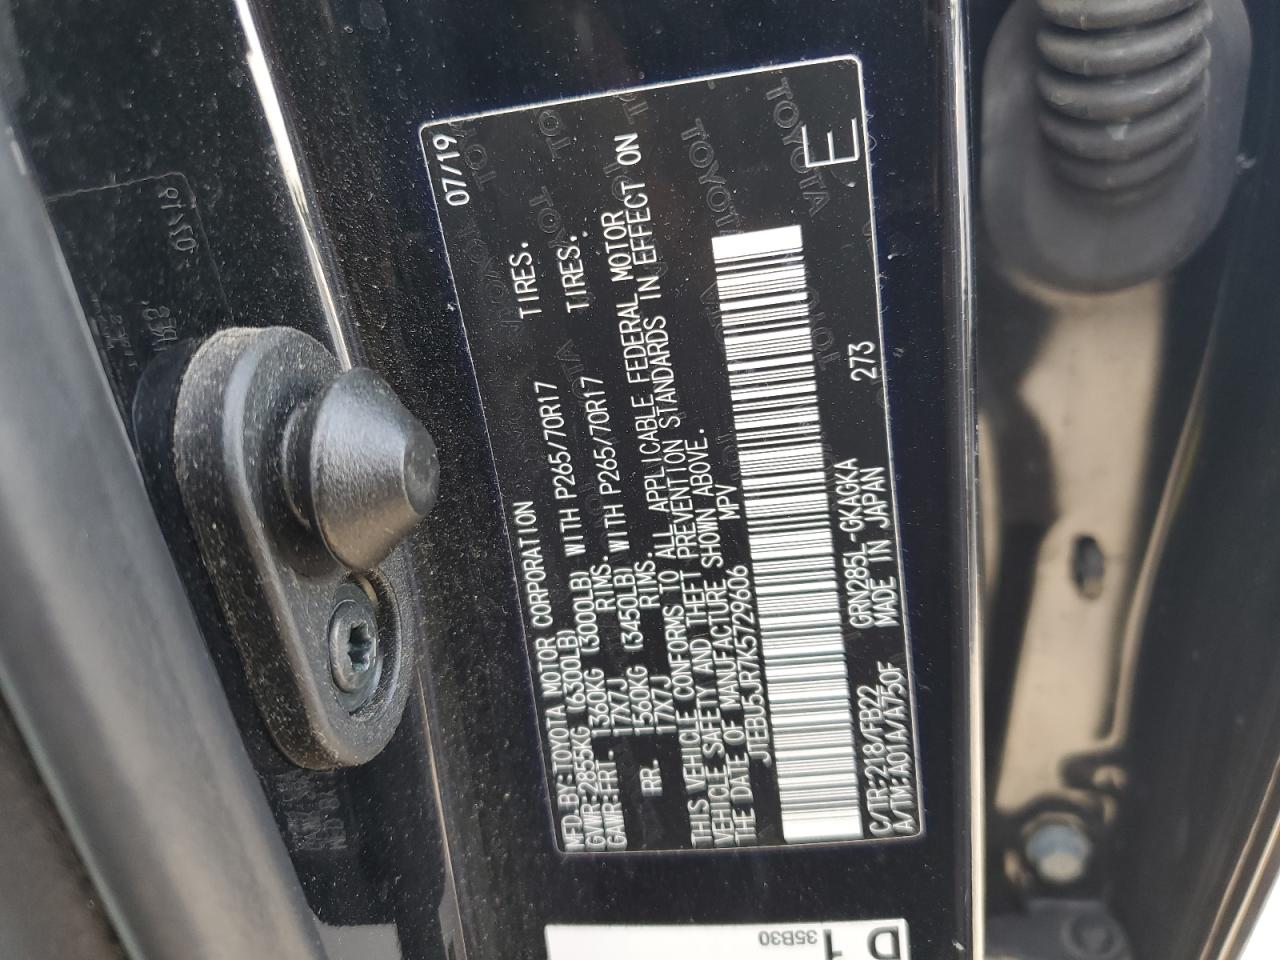 07/19
MFD. BY: TOYOTA MOTOR CORPORATION
GVWR: 2855KG (6300LB)
GAWR: FRT. 1360KG (3000LB) WITH P265/70R17 TIRES.
17X7J RIMS.
RR. 1560KG (3450LB) WITH P265/70R17 TIRES.
17X7J RIMS.
THIS VEHICLE CONFORMS TO ALL APPLICABLE FEDERAL MOTOR
VEHICLE SAFETY AND THEFT PREVENTION STANDARDS IN EFFECT ON
THE DATE OF MANUFACTURE SHOWN ABOVE.
JTEBU5JR7K5729606 MPV
E
C/TR: 218/FB22 GRN285L-GKAGKA 273
A/TM: A01A/A750F MADE IN JAPAN
D1
35B30